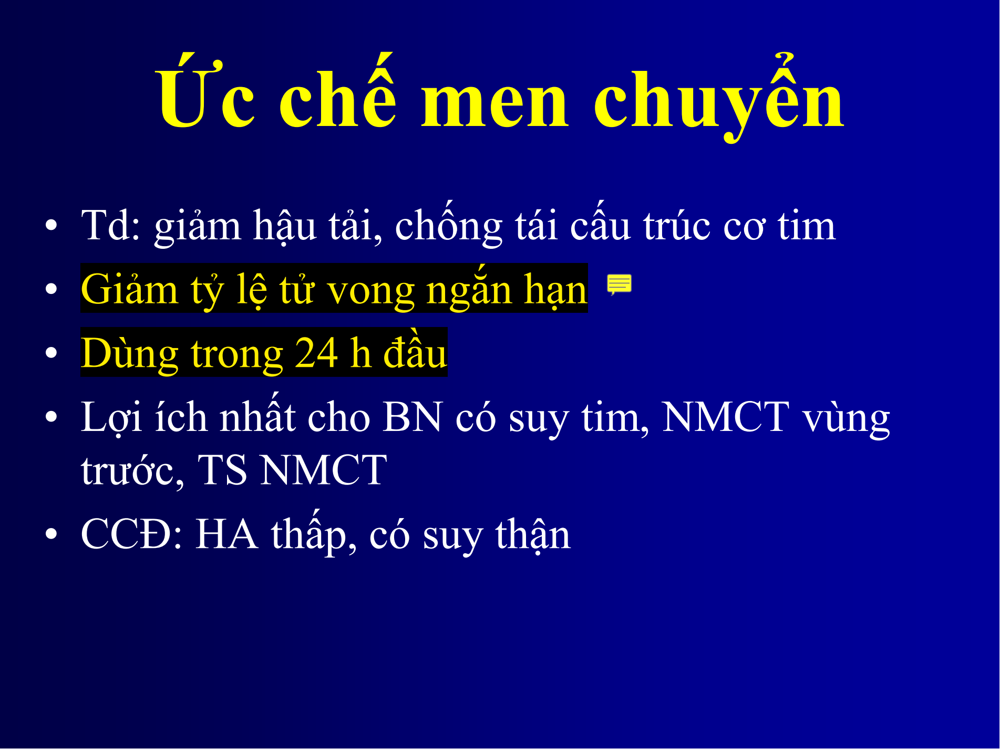 Ức chế men chuyển
• Td: giảm hậu tải, chống tái cấu trúc cơ tim
• Giảm tỷ lệ tử vong ngắn hạn
• Dùng trong 24 h đầu
• Lợi ích nhất cho BN có suy tim, NMCT vùng
trước, TS NMCT
• CCĐ: HA thấp, có suy thận